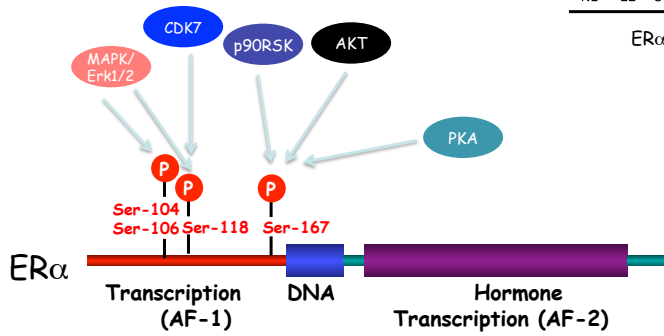 CDK7
p90RSK
AKT
MAPK/
Erk1/2
ERα
PKA
P
P
P
Ser-104
Ser-106
Ser-118
Ser-167
ERα
Transcription
(AF-1)
DNA
Hormone
Transcription (AF-2)